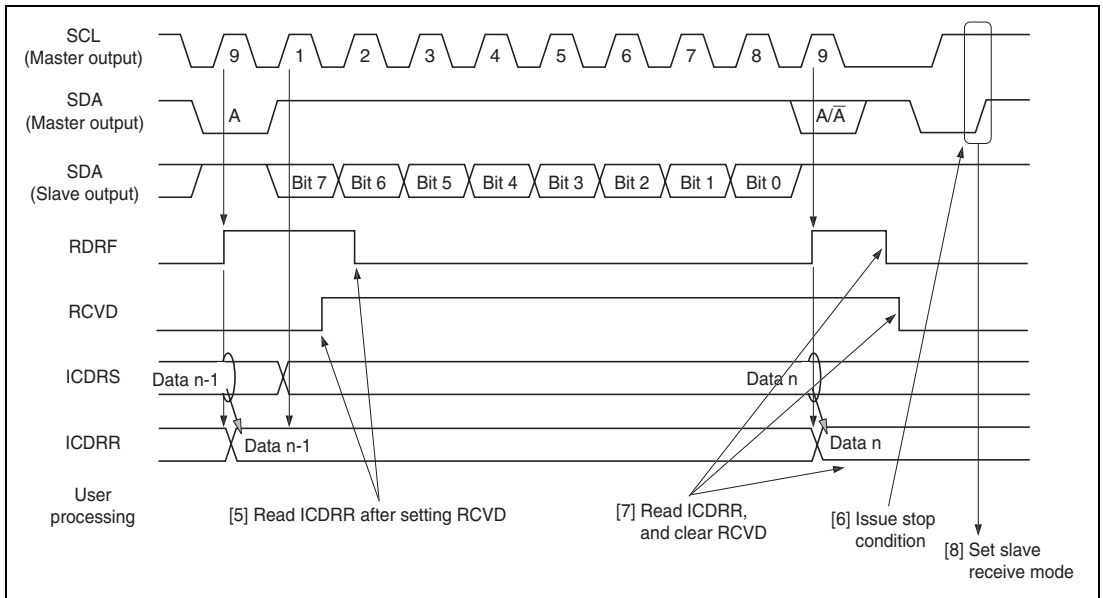 SCL
(Master output)
9 1 2 3 4 5 6 7 8 9
SDA
(Master output)
A A/A̅
SDA
(Slave output)
Bit 7 Bit 6 Bit 5 Bit 4 Bit 3 Bit 2 Bit 1 Bit 0
RDRF
RCVD
ICDRS
Data n-1 Data n
ICDRR
Data n-1 Data n
User
processing
[5] Read ICDRR after setting RCVD
[7] Read ICDRR,
and clear RCVD
[6] Issue stop
condition
[8] Set slave
receive mode